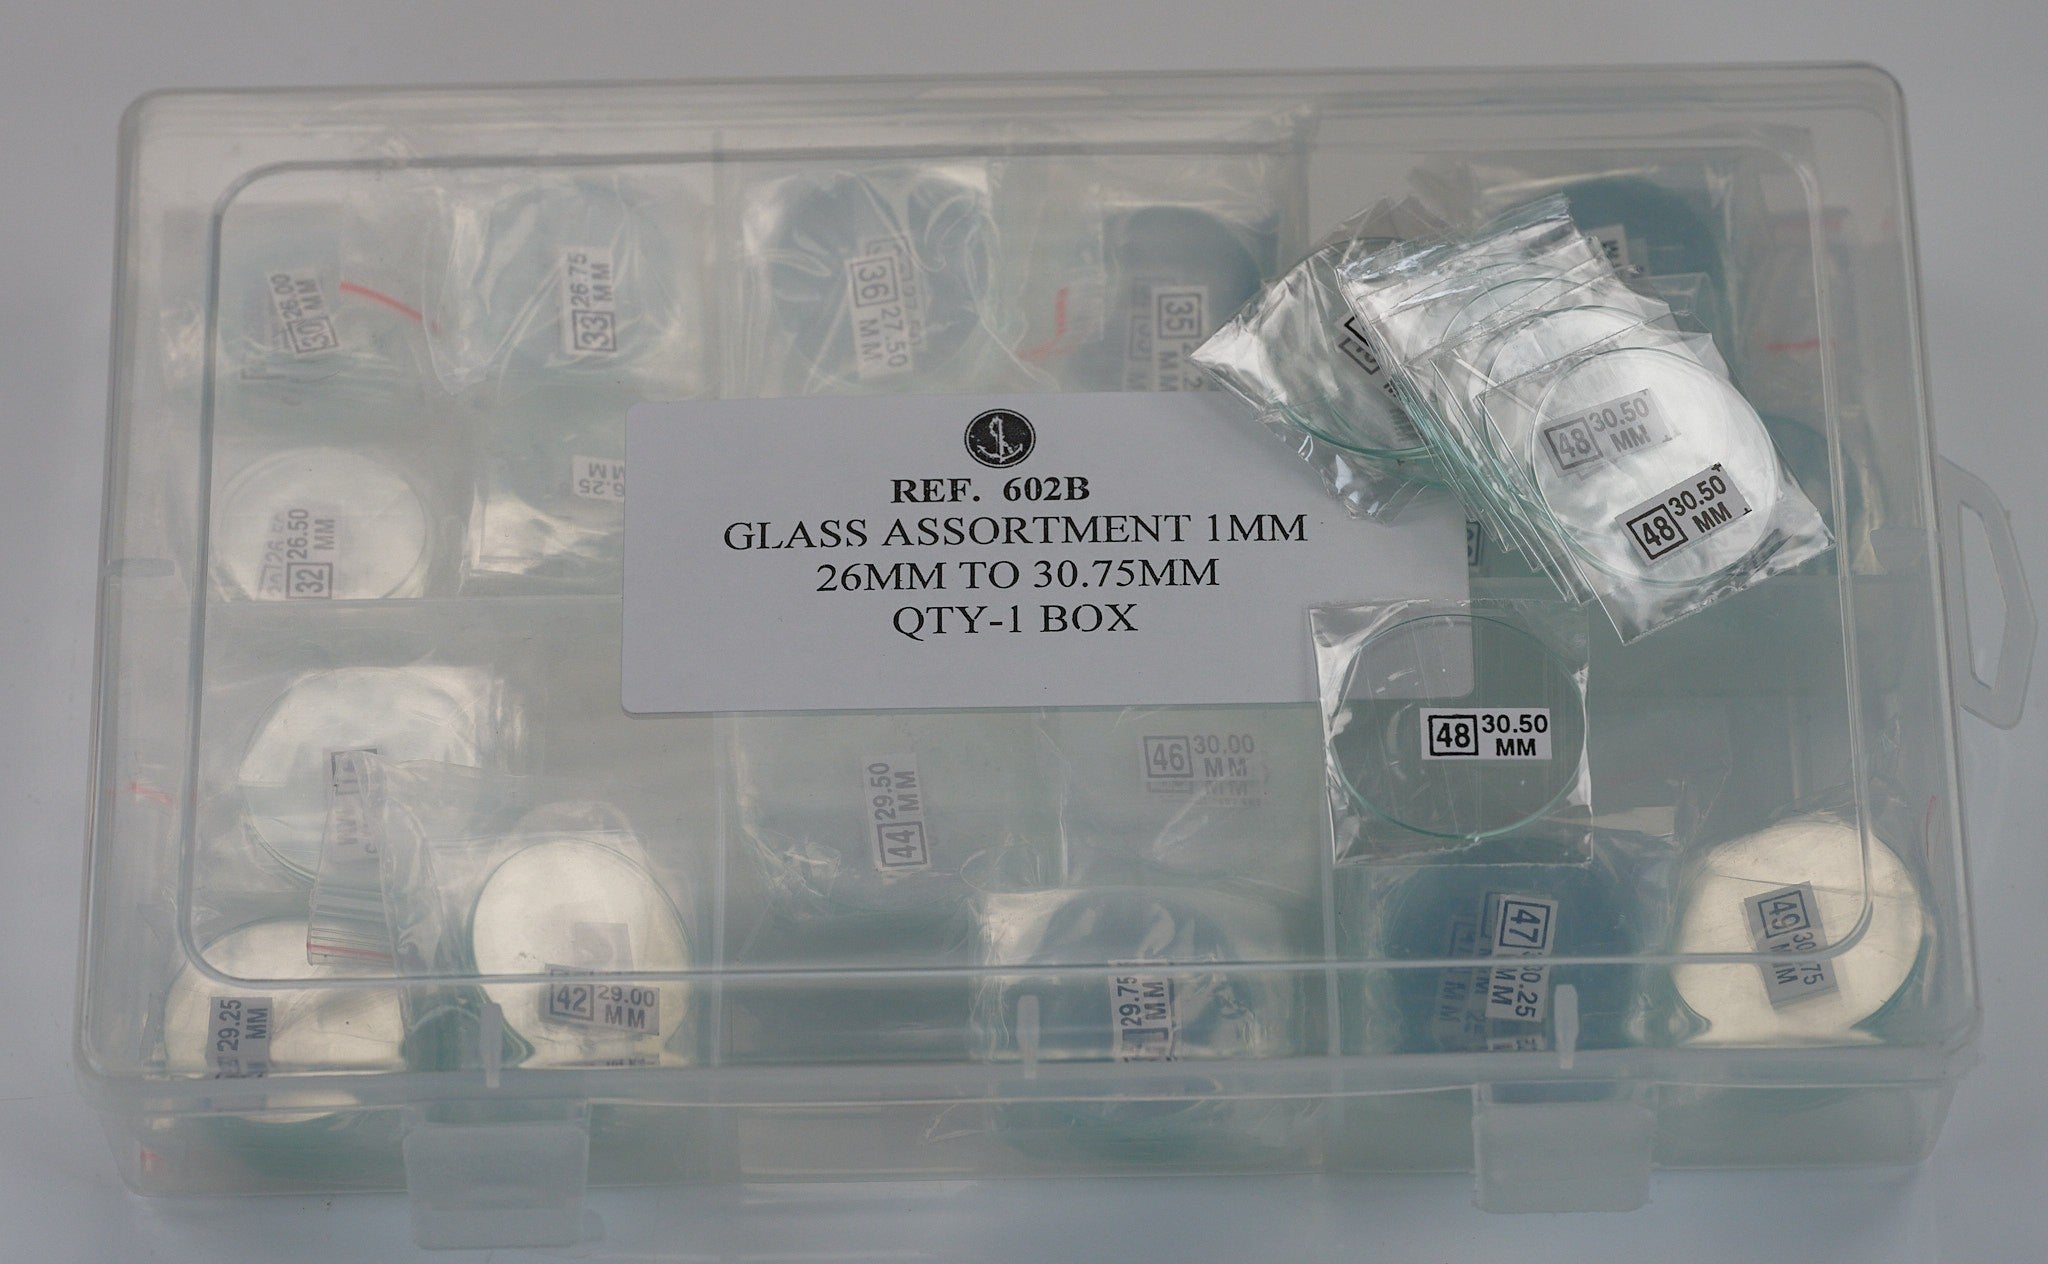 30 26.00
MM
33 26.75
MM
36 27.50
MM
35
REF. 602B
GLASS ASSORTMENT 1MM
26MM TO 30.75MM
QTY-1 BOX
48 30.50
MM
48 30.50
MM
32 26.50
MM
48 30.50
MM
44 29.50
MM
46 30.00
MM
47 30.25
MM
49 30.75
MM
42 29.00
MM
29.25
MM
29.75
MM